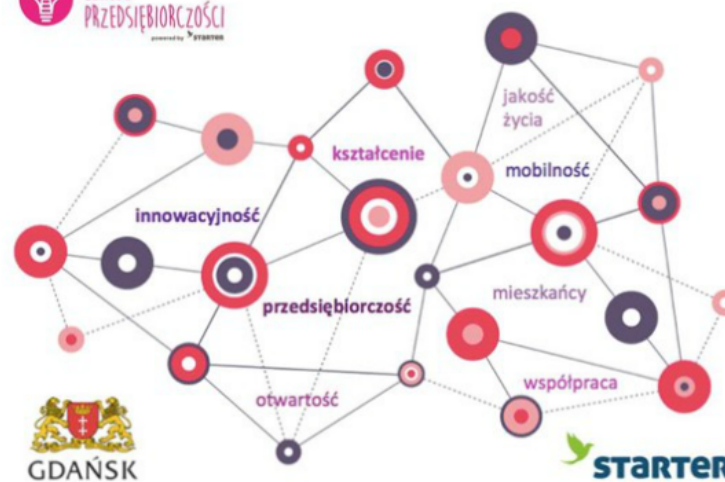 PRZEDSIĘBIORCZOŚCI
powered by STARTER
jakość
życia
kształcenie
mobilność
innowacyjność
mieszkańcy
przedsiębiorczość
współpraca
otwartość
GDAŃSK
STARTER